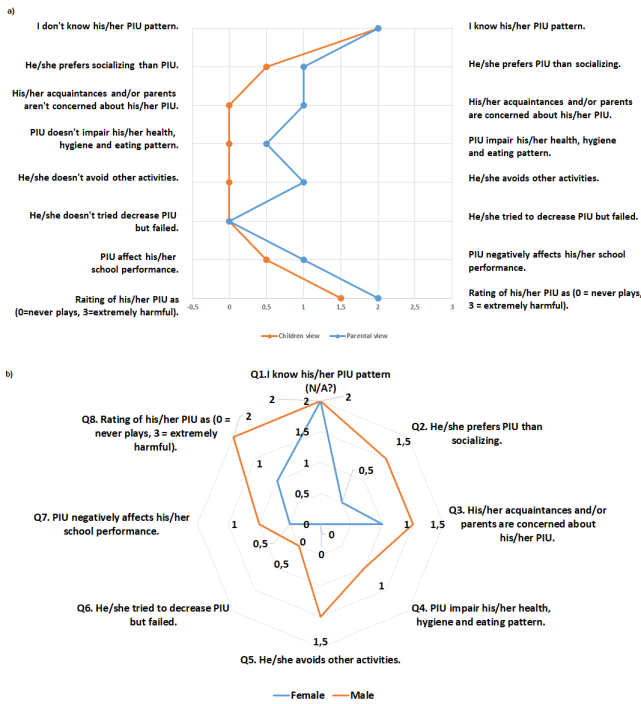 a)
I don't know his/her PIU pattern.
I know his/her PIU pattern.
He/she prefers socializing than PIU.
He/she prefers PIU than socializing.
His/her acquaintances and/or parents
aren't concerned about his/her PIU.
His/her acquaintances and/or parents
are concerned about his/her PIU.
PIU doesn't impair his/her health,
hygiene and eating pattern.
PIU impair his/her health, hygiene
and eating pattern.
He/she doesn't avoid other activities.
He/she avoids other activities.
He/she doesn't tried decrease PIU
but failed.
He/she tried to decrease PIU but failed.
PIU affect his/her
school performance.
PIU negatively affects his/her school
performance.
Raiting of his/her PIU as
(0=never plays, 3=extremely harmful).
Rating of his/her PIU as (0 = never plays,
3 = extremely harmful).
-0,5 0 0,5 1 1,5 2 2,5 3
Children view Parental view
b)
Q1.I know his/her PIU pattern
(N/A?)
2 2 2
Q8. Rating of his/her PIU as (0 =
never plays, 3 = extremely
harmful).
2
1
1,5
1
0,5
0
Q2. He/she prefers PIU than
socializing.
1,5
0,5
Q7. PIU negatively affects his/her
school performance.
1
0,5
Q3. His/her acquaintances and/or
parents are concerned about
his/her PIU.
1 1,5
0 0 0
0,5
1
Q6. He/she tried to decrease PIU
but failed.
Q4. PIU impair his/her health,
hygiene and eating pattern.
1,5
Q5. He/she avoids other activities.
Female Male